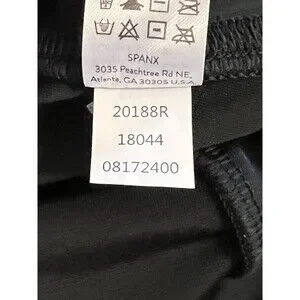 SPANX
3035 Peachtree Rd NE,
Atlanta, GA 30305 U.S.A.
20188R
18044
08172400